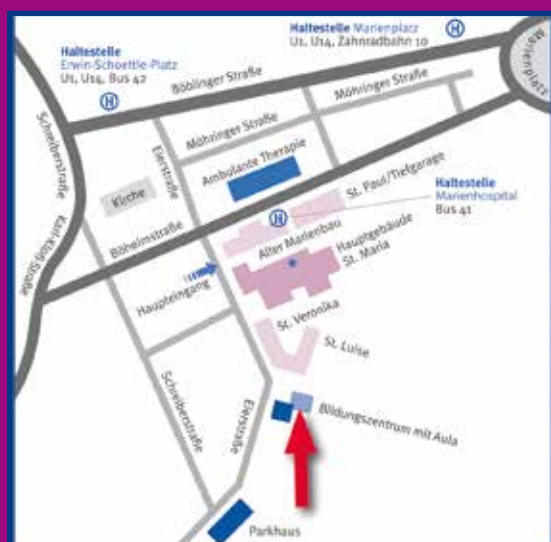 Haltestelle Marienplatz
U1, U14, Zahnradbahn 10
H
Marienplatz
Haltestelle
Erwin-Schoettle-Platz
U1, U14, Bus 42
H
Böblinger Straße
Möhringer Straße
Möhringer Straße
Schreiberstraße
Eierstraße
Ambulante Therapie
Kirche
St. Paul/Tiefgarage
Haltestelle
Marienhospital
Bus 41
H
Karl-Kloß-Straße
Böheimstraße
Alter Marienbau
Hauptgebäude
St. Maria
Haupteingang
St. Veronika
St. Luise
Schreiberstraße
Eierstraße
Bildungszentrum mit Aula
Parkhaus